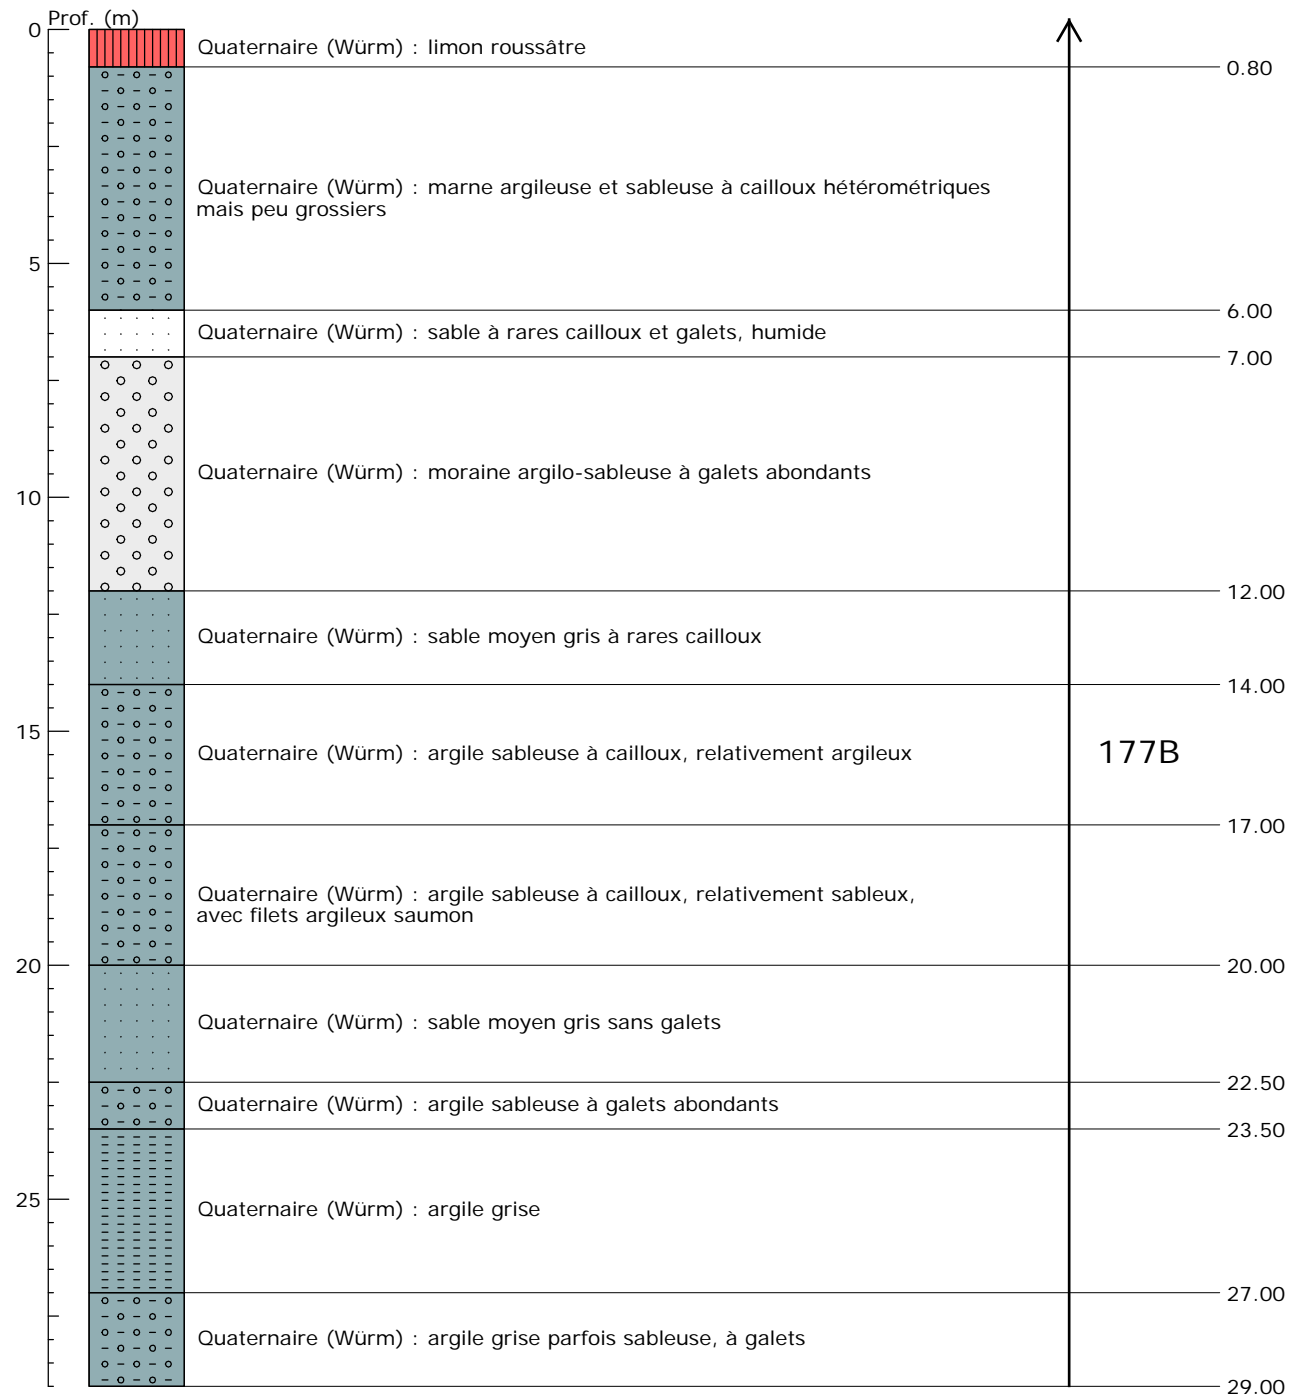 Prof. (m)
0
Quaternaire (Würm) : limon roussâtre
0.80
Quaternaire (Würm) : marne argileuse et sableuse à cailloux hétérométriques
mais peu grossiers
5
6.00
Quaternaire (Würm) : sable à rares cailloux et galets, humide
7.00
Quaternaire (Würm) : moraine argilo-sableuse à galets abondants
10
12.00
Quaternaire (Würm) : sable moyen gris à rares cailloux
14.00
15
Quaternaire (Würm) : argile sableuse à cailloux, relativement argileux
177B
17.00
Quaternaire (Würm) : argile sableuse à cailloux, relativement sableux,
avec filets argileux saumon
20
20.00
Quaternaire (Würm) : sable moyen gris sans galets
22.50
Quaternaire (Würm) : argile sableuse à galets abondants
23.50
25
Quaternaire (Würm) : argile grise
27.00
Quaternaire (Würm) : argile grise parfois sableuse, à galets
29.00